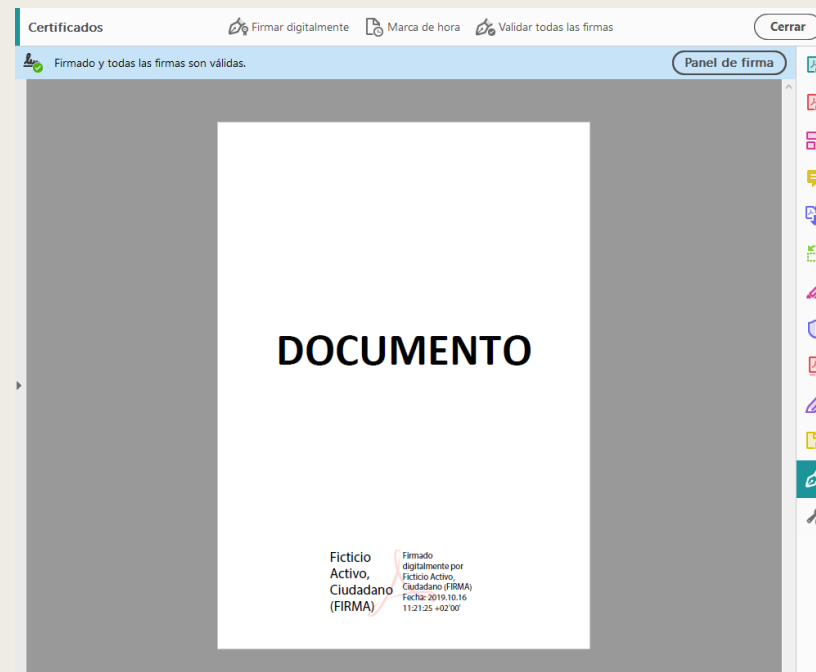 Certificados
Firmar digitalmente
Marca de hora
Validar todas las firmas
Cerrar
Firmado y todas las firmas son válidas.
Panel de firma
DOCUMENTO
Ficticio
Activo,
Ciudadano
(FIRMA)
Firmado
digitalmente por
Ficticio Activo,
Ciudadano (FIRMA)
Fecha: 2019.10.16
11:21:25 +02'00'